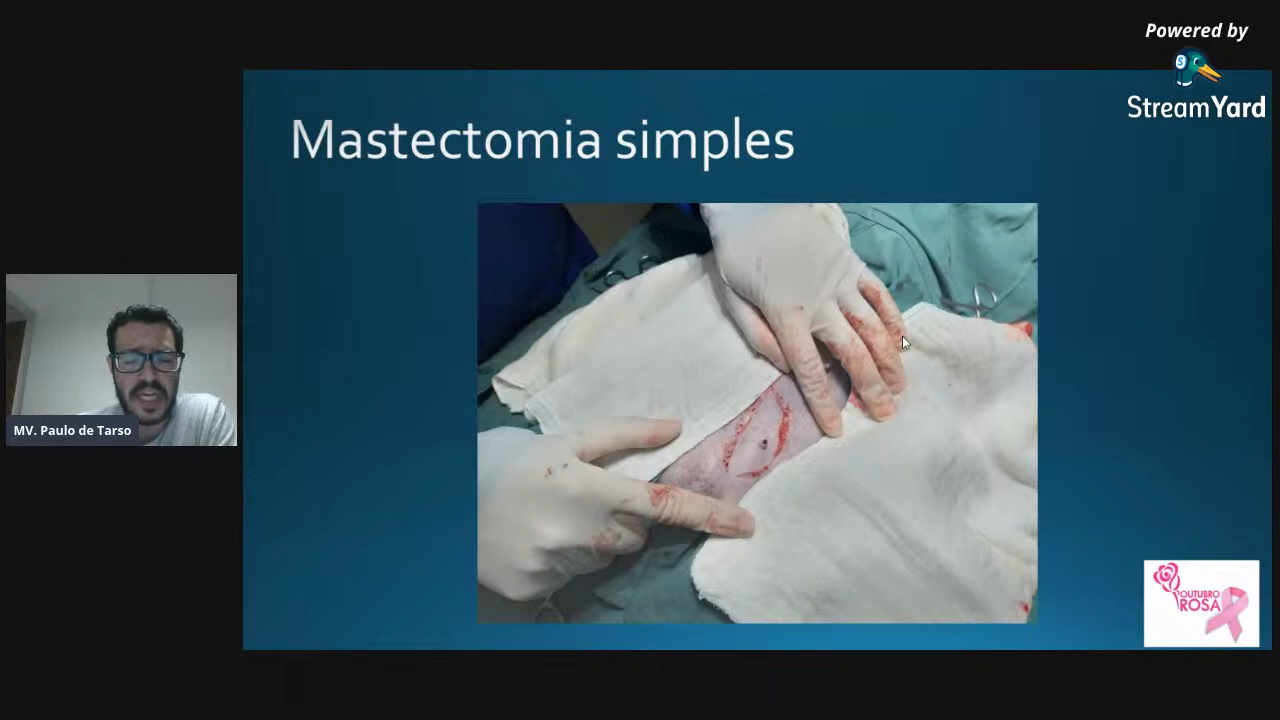 Powered by
StreamYard
Mastectomia simples
MV. Paulo de Tarso
OUTUBRO
ROSA